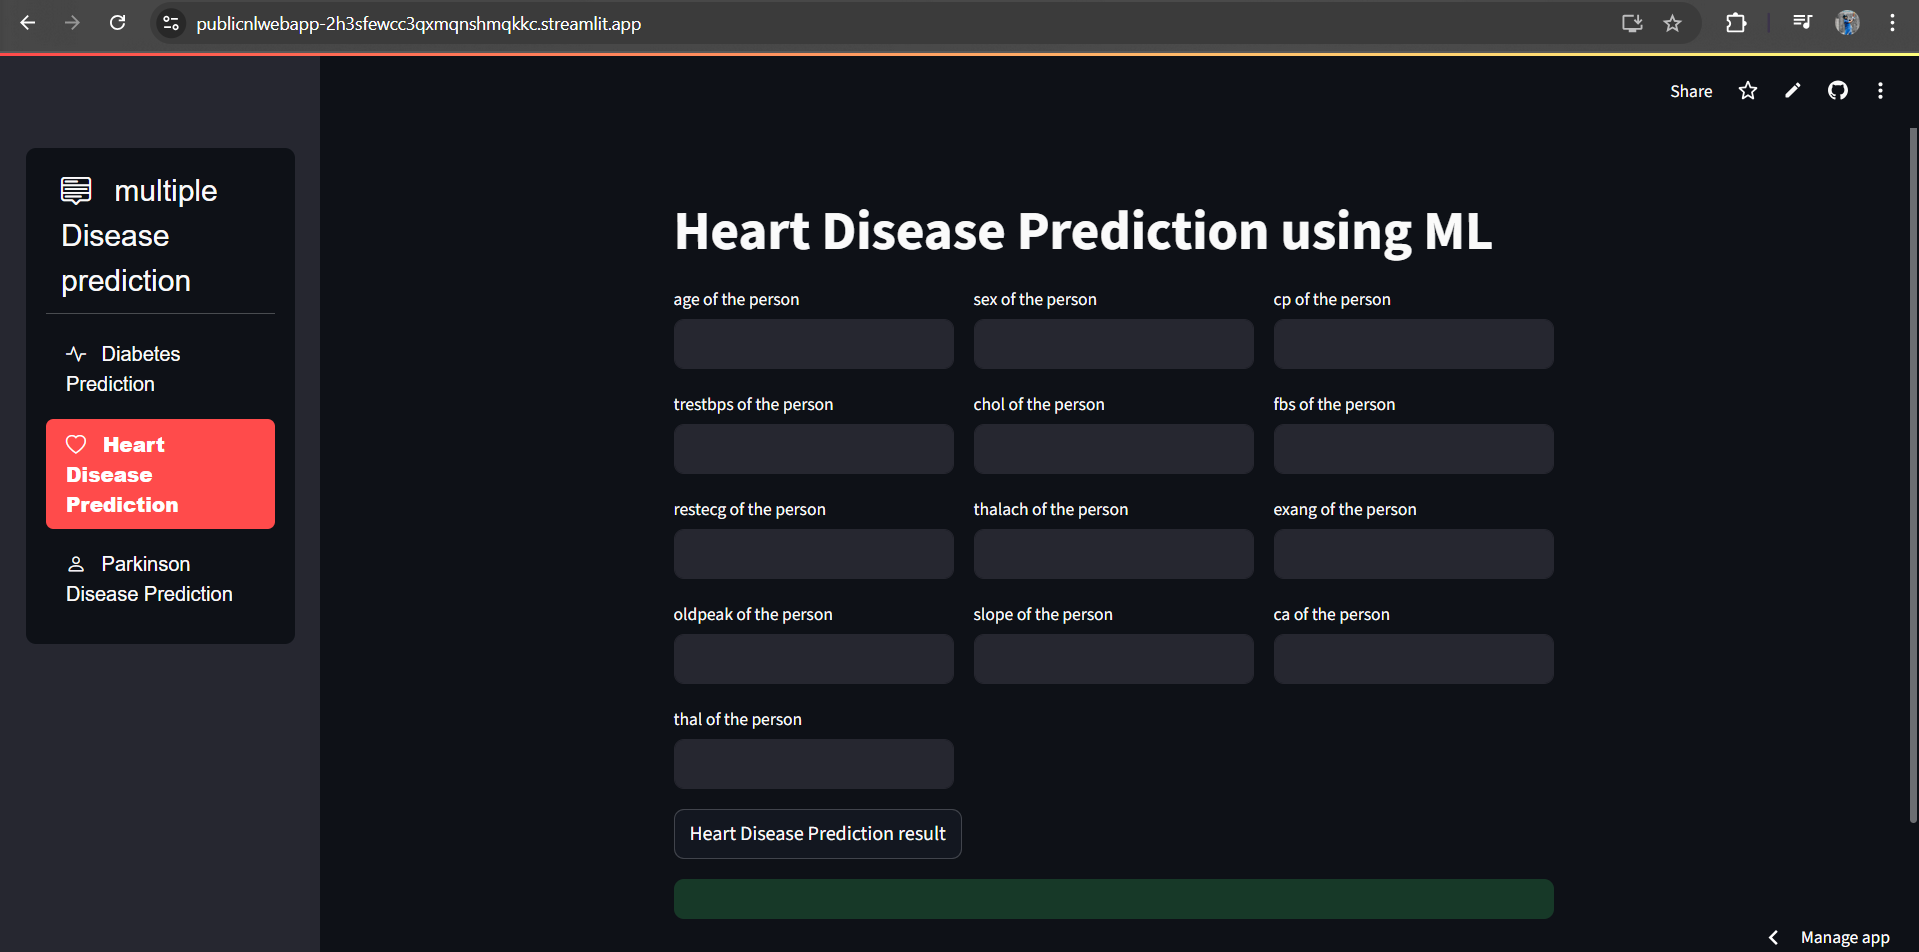 publicnlwebapp-2h3sfewcc3qxmqnshmqkkc.streamlit.app
Share
multiple
Disease
prediction
Diabetes
Prediction
Heart
Disease
Prediction
Parkinson
Disease Prediction
Heart Disease Prediction using ML
age of the person
sex of the person
cp of the person
trestbps of the person
chol of the person
fbs of the person
restecg of the person
thalach of the person
exang of the person
oldpeak of the person
slope of the person
ca of the person
thal of the person
Heart Disease Prediction result
Manage app